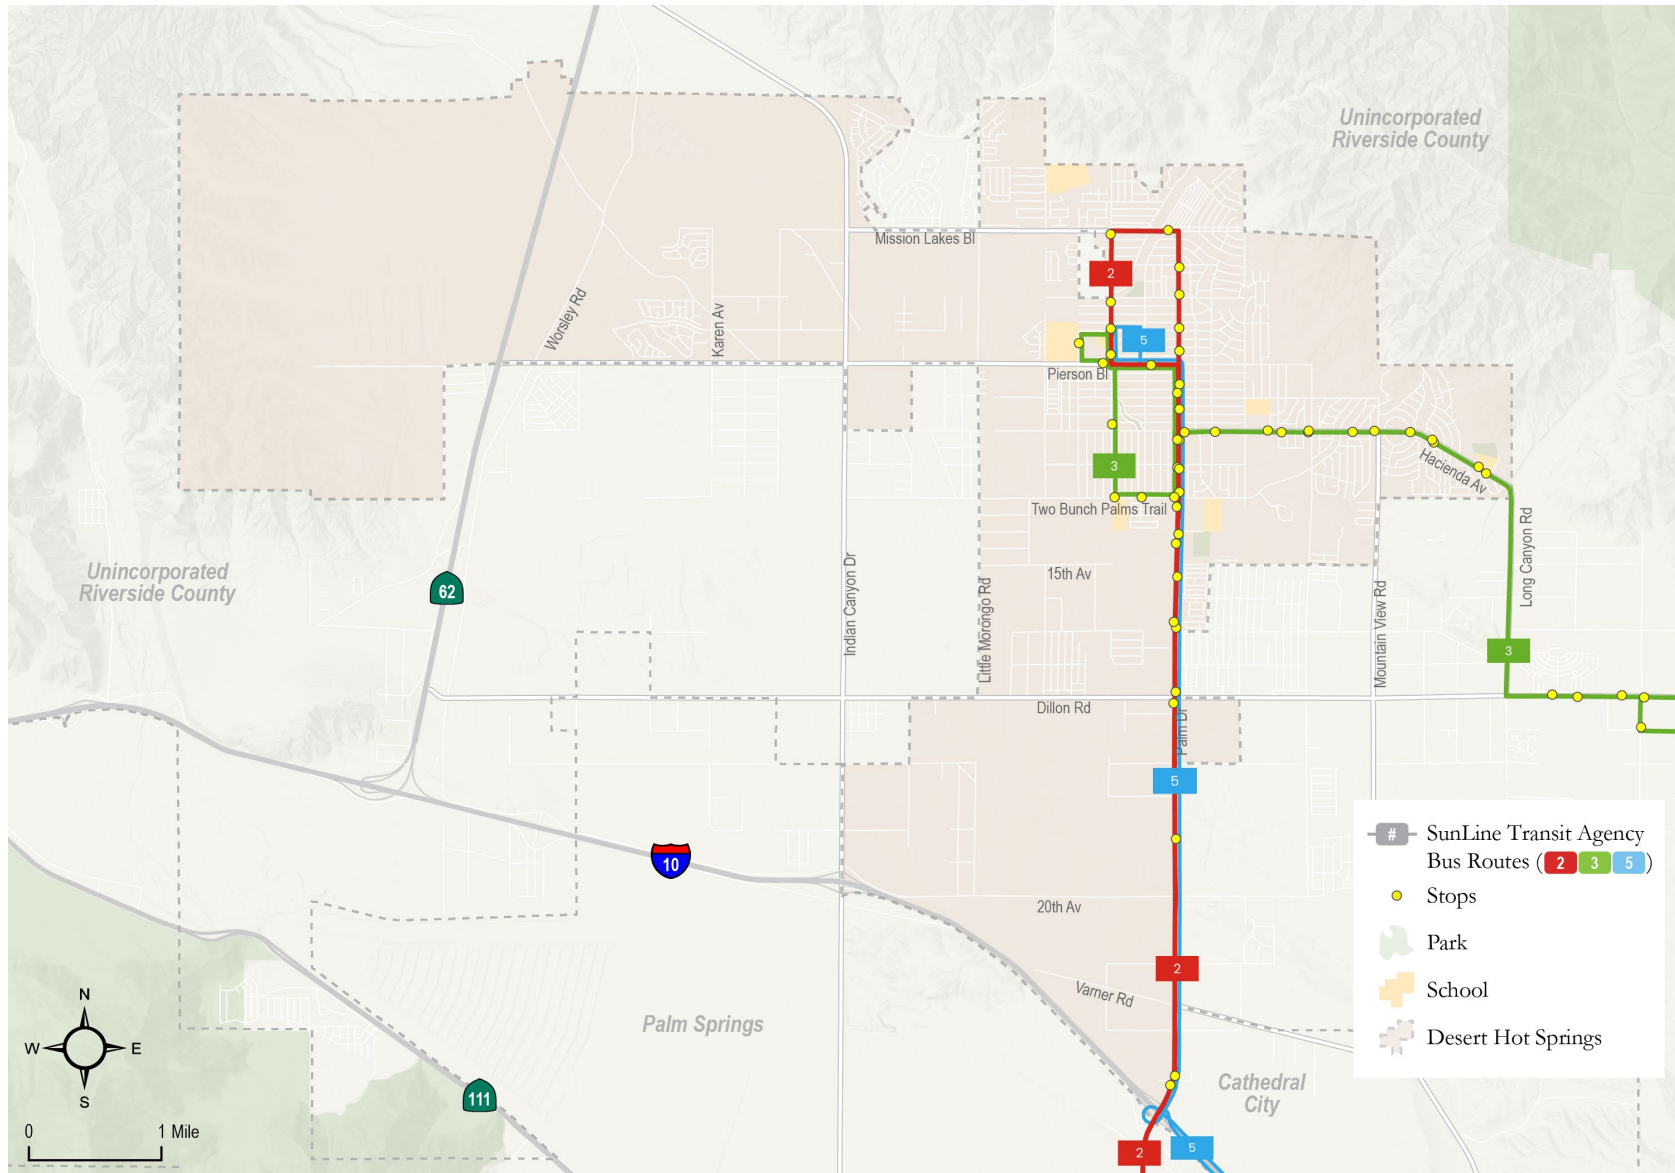 Unincorporated
Riverside County
Mission Lakes Bl
2
Worsley Rd
Karen Av
5
Pierson Bl
3
Hacienda Av
Two Bunch Palms Trail
Long Canyon Rd
Unincorporated
Riverside County
62
Indian Canyon Dr
15th Av
Little Morongo Rd
Mountain View Rd
3
Dillon Rd
Palm Dr
5
10
20th Av
2
Varner Rd
Palm Springs
Cathedral
City
111
2
5
N
W
E
S
0
1 Mile
# SunLine Transit Agency
Bus Routes ( 2 3 5 )
Stops
Park
School
Desert Hot Springs